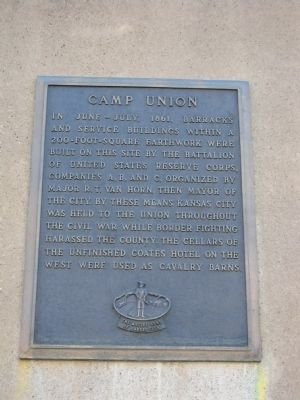 CAMP UNION
IN JUNE-JULY, 1861, BARRACKS
AND SERVICE BUILDINGS WITHIN A
200-FOOT-SQUARE EARTHWORK WERE
BUILT ON THIS SITE BY THE BATTALION
OF UNITED STATES RESERVE CORPS,
COMPANIES A, B, AND C, ORGANIZED BY
MAJOR R. T. VAN HORN, THEN MAYOR OF
THE CITY. BY THESE MEANS KANSAS CITY
WAS HELD TO THE UNION THROUGHOUT
THE CIVIL WAR WHILE BORDER FIGHTING
HARASSED THE COUNTY. THE CELLARS OF
THE UNFINISHED COATES HOTEL ON THE
WEST WERE USED AS CAVALRY BARNS.